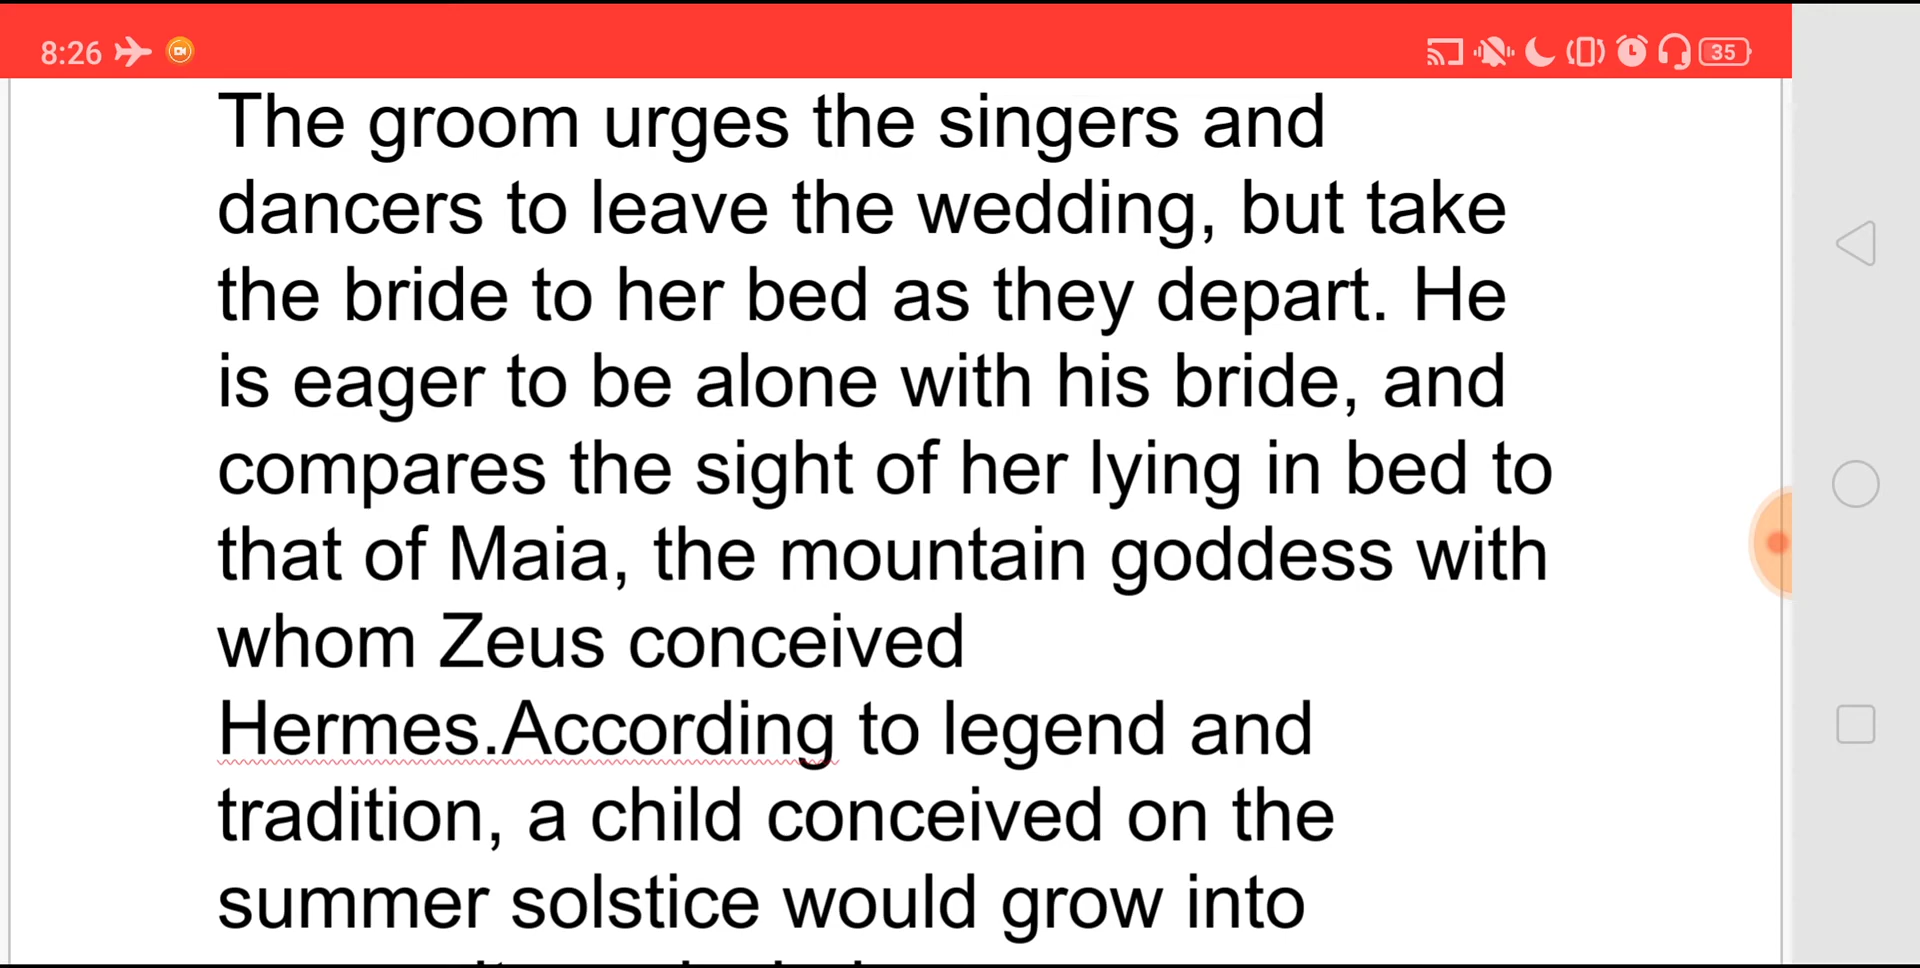 8:26
35
The groom urges the singers and
dancers to leave the wedding, but take
the bride to her bed as they depart. He
is eager to be alone with his bride, and
compares the sight of her lying in bed to
that of Maia, the mountain goddess with
whom Zeus conceived
Hermes.According to legend and
tradition, a child conceived on the
summer solstice would grow into